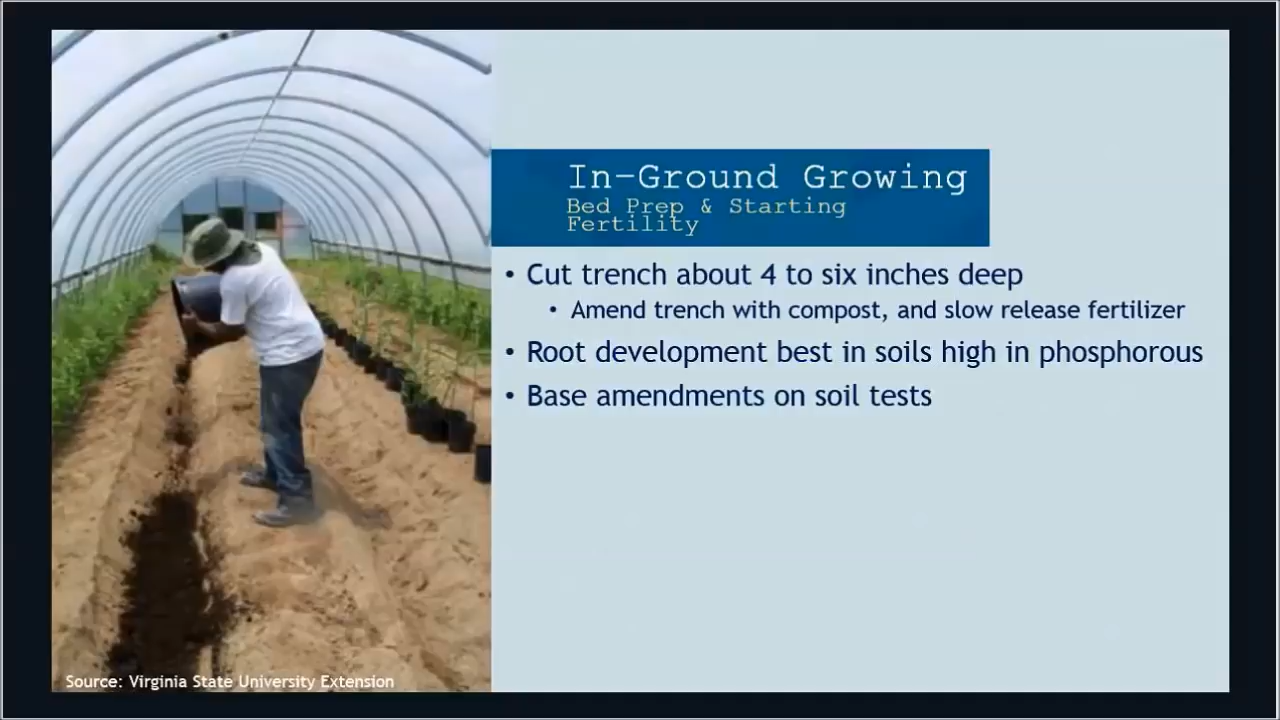 In-Ground Growing
Bed Prep & Starting
Fertility
• Cut trench about 4 to six inches deep
• Amend trench with compost, and slow release fertilizer
• Root development best in soils high in phosphorous
• Base amendments on soil tests
Source: Virginia State University Extension